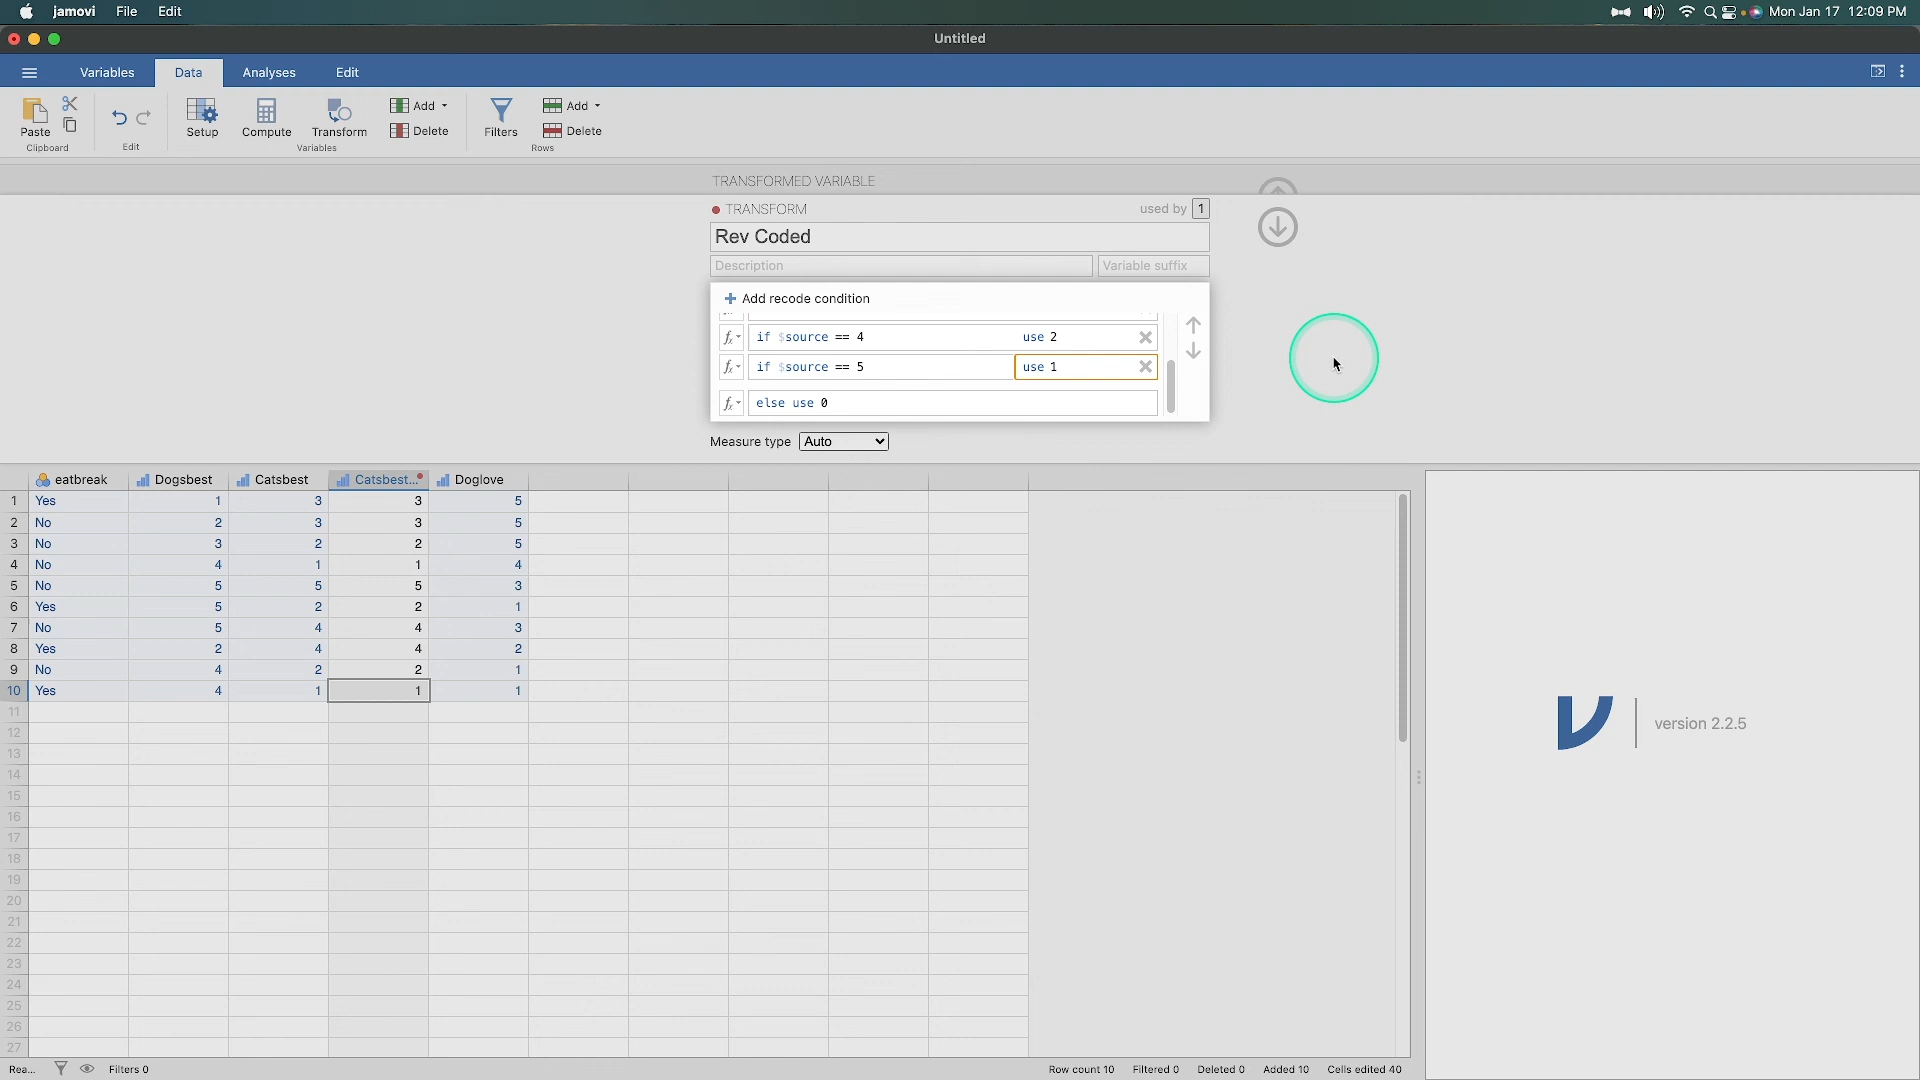 jamovi File Edit Mon Jan 17 12:09 PM
Untitled
Variables Data Analyses Edit
Paste Setup Compute Transform Add Delete Filters Add Delete
Clipboard Edit Variables Rows
TRANSFORMED VARIABLE
TRANSFORM used by 1
Rev Coded
Description Variable suffix
+ Add recode condition
fx if $source == 4 use 2
fx if $source == 5 use 1
fx else use 0
Measure type Auto
eatbreak Dogsbest Catsbest Catsbest... Doglove
1 Yes 1 3 3 5
2 No 2 3 3 5
3 No 3 2 2 5
4 No 4 1 1 4
5 No 5 5 5 3
6 Yes 5 2 2 1
7 No 5 4 4 3
8 Yes 2 4 4 2
9 No 4 2 2 1
10 Yes 4 1 1 1
11
12
13
14
15
16
17
18
19
20
21
22
23
24
25
26
27
version 2.2.5
Rea... Filters 0 Row count 10 Filtered 0 Deleted 0 Added 10 Cells edited 40